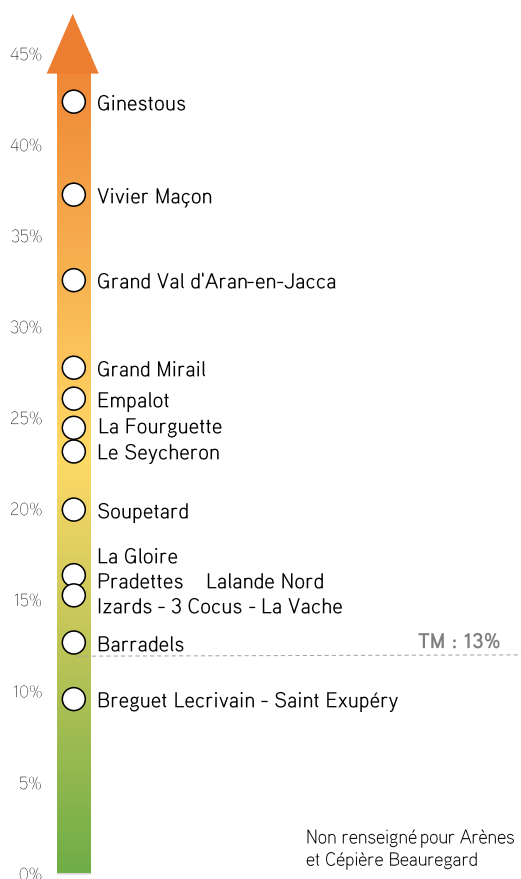 45%
Ginestous
40%
Vivier Maçon
35%
Grand Val d'Aran-en-Jacca
30%
Grand Mirail
Empalot
25%
La Fourguette
Le Seycheron
20%
Soupetard
La Gloire
Pradettes Lalande Nord
15%
Izards - 3 Cocus - La Vache
Barradels
TM : 13%
10%
Breguet Lecrivain - Saint Exupéry
5%
Non renseigné pour Arènes
et Cépière Beauregard
0%